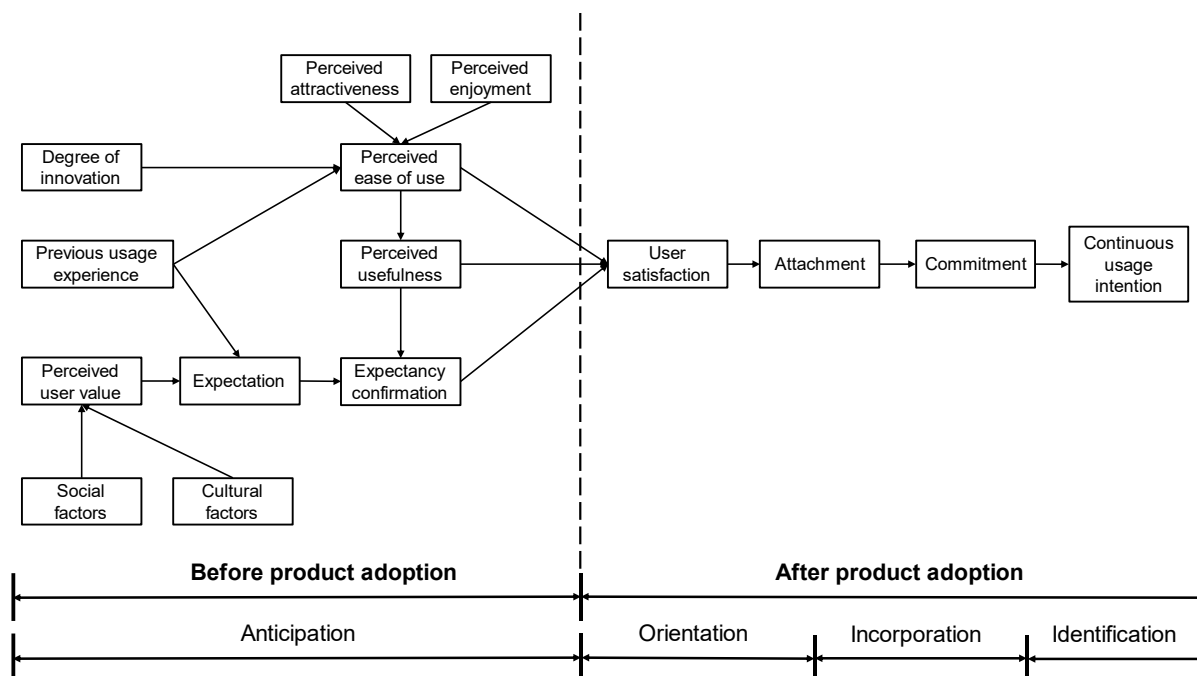 Perceived
attractiveness
Perceived
enjoyment
Degree of
innovation
Perceived
ease of use
Previous usage
experience
Perceived
usefulness
User
satisfaction
Attachment
Commitment
Continuous
usage
intention
Perceived
user value
Expectation
Expectancy
confirmation
Social
factors
Cultural
factors
Before product adoption
After product adoption
Anticipation
Orientation
Incorporation
Identification